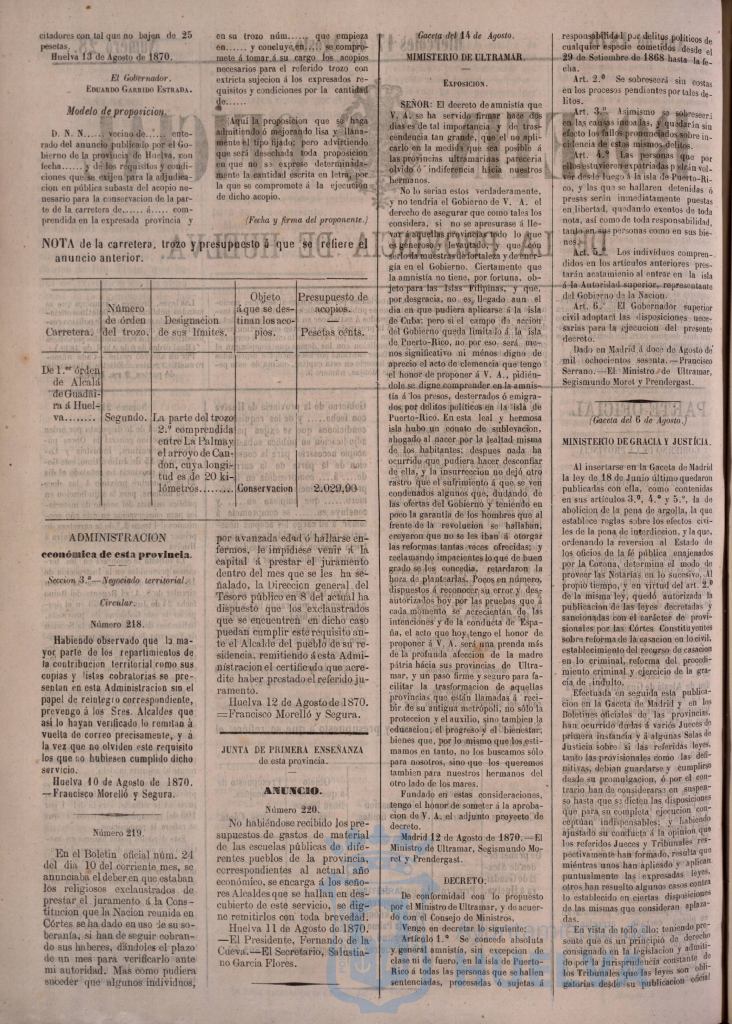 citadores con tal que no bajen de 25
pesetas.
Huelva 13 de Agosto de 1870.
El Gobernador.
EDUARDO GARRIDO ESTRADA.
Modelo de proposicion.
D. N. N...... vecino de...... ente-
rado del anuncio publicado por el Go-
bierno de la provincia de Huelva, con
fecha...... y de los requisitos y condi-
ciones que se exijen para la adjudica-
cion en pública subasta del acopio ne-
nesario para la conservacion de la par-
te de la carretera de...... á..... com-
prendida en la espresada provincia y
en su trozo núm...... que empieza
en...... y concluye en..... se compro-
mete á tomar á su cargo los acopios
necesarios para el referido trozo con
extricta sujecion á los expresados re-
quisitos y condiciones por la cantidad
de......
Aquí la proposicion que se haga
admitiendo ó mejorando lisa y llana-
mente el tipo fijado; pero advirtiendo
que será desechada toda proposicion
en que no se exprese determinada-
mente la cantidad escrita en letra, por
la que se compromete á la ejecucion
de dicho acopio.
(Fecha y firma del proponente.)
NOTA de la carretera, trozo y presupuesto á que se refiere el
anuncio anterior.
Carretera.
Número
de órden
del trozo.
Designacion
de sus límites.
Objeto
á que se des-
tinan los aco-
pios.
Presupuesto de
acopios.
—
Pesetas cénts.
De 1.er órden
de Alcalá
de Guadai-
ra á Huel-
va........
Segundo.
La parte del trozo
2.º comprendida
entre La Palma y
el arroyo de Can-
don, cuya longi-
tud es de 20 ki-
lómetros........
Conservacion
2.029,90
ADMINISTRACION
económica de esta provincia.
Seccion 3.ª—Negociado territorial.
Circular.
Número 218.
Habiendo observado que la ma-
yor parte de los repartimientos de
la contribucion territorial como sus
copias y listas cobratorias se pre-
sentan en esta Administracion sin el
papel de reintegro correspondiente,
prevengo á los Sres. Alcaldes que
así lo hayan verificado lo remitan á
vuelta de correo precisamente, y á
la vez que no olviden este requisito
los que no hubiesen cumplido dicho
servicio.
Huelva 10 de Agosto de 1870.
—Francisco Morelló y Segura.
Número 219.
En el Boletin oficial núm. 24
del dia 10 del corriente mes, se
anunciaba el deber en que estaban
los religiosos exclaustrados de
prestar el juramento á la Cons-
titucion que la Nacion reunida en
Córtes se ha dado en uso de su so-
beranía, si han de seguir cobran-
do sus haberes, dándoles el plazo
de un mes para verificarlo ante
mi autoridad. Mas como pudiera
suceder que algunos individuos,
por avanzada edad ó hallarse en-
fermos, le impidiese venir á la
capital á prestar el juramento
dentro del mes que se les ha se-
ñalado, la Direccion general del
Tesoro público en 8 del actual ha
dispuesto que los exclaustrados
que se encuentren en dicho caso
puedan cumplir este requisito an-
te el Alcalde del pueblo de su re-
sidencia, remitiendo á esta Admi-
nistracion el certificado que acre-
dite haber prestado el referido ju-
ramento.
Huelva 12 de Agosto de 1870.
=Francisco Morelló y Segura.
JUNTA DE PRIMERA ENSEÑANZA
de esta provincia.
ANUNCIO.
Número 220.
No habiéndose recibido los pre-
supuestos de gastos de material
de las escuelas públicas de dife-
rentes pueblos de la provincia,
correspondientes al actual año
económico, se encarga á los seño-
res Alcaldes que se hallan en des-
cubierto de este servicio, se dig-
ne remitirlos con toda brevedad.
Huelva 11 de Agosto de 1870.
—El Presidente, Fernando de la
Cueva.—El Secretario, Salustia-
no Garcia Flores.
Gaceta del 14 de Agosto.
MINISTERIO DE ULTRAMAR.
EXPOSICION.
SEÑOR: El decreto de amnistia que
V. A. se ha servido firmar hace dos
dias es de tal importancia y de tras-
cendencia tan grande, que el no apli-
carlo en la medida que sea posible á
las provincias ultramarinas pareceria
olvido ó indiferencia hácia nuestros
hermanos.
No lo serian estos verdaderamente,
y no tendria el Gobierno de V. A. el
derecho de asegurar que como tales los
considera, si no se apresuras á lle-
var á aquellas provincias todo lo que
es generoso y levantado, y que con
serlo da muestras de fortaleza y de ener-
gía en el Gobierno. Ciertamente que
la amnistía no tiene, por fortuna, ob-
jeto para las Islas Filipinas, y que,
por desgracia, no es llegado aun el
dia en que pudiera aplicarse á la isla
de Cuba; pero si el campo de accion
del Gobierno queda limitado á la isla
de Puerto-Rico, no por eso será me-
nos significativo ni ménos digno de
aprecio el acto de clemencia que tengo
el honor de proponer á V. A., pidién-
dole se digne comprender en la amnis-
tía á los presos, desterrados ó emigra-
dos por delitos políticos en la isla de
Puerto-Rico. En esta leal y hermosa
isla hubo un conato de sublevacion,
ahogado al nacer por la lealtad misma
de los habitantes; despues nada ha
ocurrido que pudiera hacer desconfiar
de ella, y la insurreccion no dejó otro
rastro que el sufrimiento á que se ven
condenados algunos que, dudando de
las ofertas del Gobierno y teniendo en
poco la garantía de los hombres que al
frente de la revolucion se hallaban,
creyeron que no se les iban á otorgar
las reformas tantas veces ofrecidas; y
reclamando impacientes lo que de buen
grado se les concedia, retardaron la
hora de plantearlas. Pocos en número,
dispuestos á reconocer su error y des-
autorizados hoy por las pruebas que á
cada momento se acrecientan de las
intenciones y de la conducta de Espa-
ña, el acto que hoy tengo el honor de
proponer á V. A. será una prenda más
de la profunda afeccion de la madre
pátria hácia sus provincias de Ultra-
mar, y un paso firme y seguro para fa-
cilitar la trasformacion de aquellas
provincias que están llamadas á reci-
bir de su antigua metrópoli, no sólo la
proteccion y el auxilio, sino tambien la
educacion, el progreso y el bienestar,
bienes que, por lo mismo que los esti-
mamos en tanto, no los buscamos sólo
para nosotros, sino que los queremos
tambien para nuestros hermanos del
otro lado de los mares.
Fundado en estas consideraciones,
tengo el honor de someter á la aproba-
cion de V. A. el adjunto proyecto de
decreto.
Madrid 12 de Agosto de 1870.—El
Ministro de Ultramar, Segismundo Mo-
ret y Prendergast.
DECRETO.
De conformidad con lo propuesto
por el Ministro de Ultramar, y de acuer-
do con el Consejo de Ministros,
Vengo en decretar lo siguiente:
Artículo 1.º Se concede absoluta
y general amnistía, sin excepcion de
clase ni de fuero, en la isla de Puerto-
Rico á todas las personas que se hallen
sentenciadas, procesadas ó sujetas á
responsabilidad por delitos políticos de
cualquier especie cometidos desde el
29 de Setiembre de 1868 hasta la fe-
cha.
Art. 2.º Se sobreseerá sin costas
en los procesos pendientes por tales de-
litos.
Art. 3.º Asimismo se sobreseerá
en las causas incoadas, y quedarán sin
efecto los fallos pronunciados sobre in-
cidencia de estos mismos delitos.
Art. 4.º Las personas que por
ellos estuvieren expatriadas podrán vol-
ver desde luego á la isla de Puerto-Ri-
co, y las que se hallaren detenidas ó
presas serán inmediatamente puestas
en libertad, quedando exentos de toda
nota, así como de toda responsabilidad,
tanto en sus personas como en sus bie-
nes.
Art. 5.º Los individuos compren-
didos en los artículos anteriores pres-
tarán acatamiento al entrar en la isla
á la Autoridad superior, representante
del Gobierno de la Nacion.
Art. 6.º El Gobernador superior
civil adoptará las disposiciones nece-
sarias para la ejecucion del presente
decreto.
Dado en Madrid á doce de Agosto de
mil ochocientos sesenta.—Francisco
Serrano.—El Ministro de Ultramar,
Segismundo Moret y Prendergast.
(Gaceta del 6 de Agosto.)
MINISTERIO DE GRACIA Y JUSTICIA.
Al insertarse en la Gaceta de Madrid
la ley de 18 de Junio último quedaron
publicadas con ella, como contenidas
en sus artículos 3.º, 4.º y 5.º, la de
abolicion de la pena de argolla, la que
establece reglas sobre los efectos civi-
les de la pena de interdiccion, y la que,
ordenando la reversion al Estado de
los oficios de la fé pública enajenados
por la Corona, determina el modo de
proveer las Notarías en lo sucesivo. Al
propio tiempo, y en virtud del art. 2.º
de la misma ley, quedó autorizada la
publicacion de las leyes decretadas y
sancionadas con el carácter de provi-
sionales por las Córtes Constituyentes
sobre reforma de la casacion en lo civil,
establecimiento del recurso de casacion
en lo criminal, reforma del procedi-
miento criminal y ejercicio de la gra-
cia de indulto.
Efectuada en seguida esta publica-
cion en la Gaceta de Madrid y en los
Boletines oficiales de las provincias,
han ocurrido dudas á varios Jueces de
primera instancia y á algunas Salas de
Justicia sobre si las referidas leyes,
tanto las provisionales como las defi-
nitivas, debian guardarse y cumplirse
desde su promulgacion, ó por el con-
trario han de considerarse en suspen-
so hasta que se dicten las disposiciones
que para su completa ejecucion con-
ceptúan indispensables; y habiendo
ajustado su conducta á la opinion que
los referidos Jueces y Tribunales res-
pectivamente han formado, resulta que
miéntras unos han aplicado y aplican
puntualmente las expresadas leyes,
otros han resuelto algunos casos contra
lo establecido en ciertas disposiciones
de las mismas que consideran aplaza-
das.
En vista de todo ello; teniendo pre-
sente que es un principio de derecho
consignado en la legislacion y admiti-
do por la jurisprudencia constante de
los Tribunales que las leyes son obli-
gatorias desde su publicacion oficial